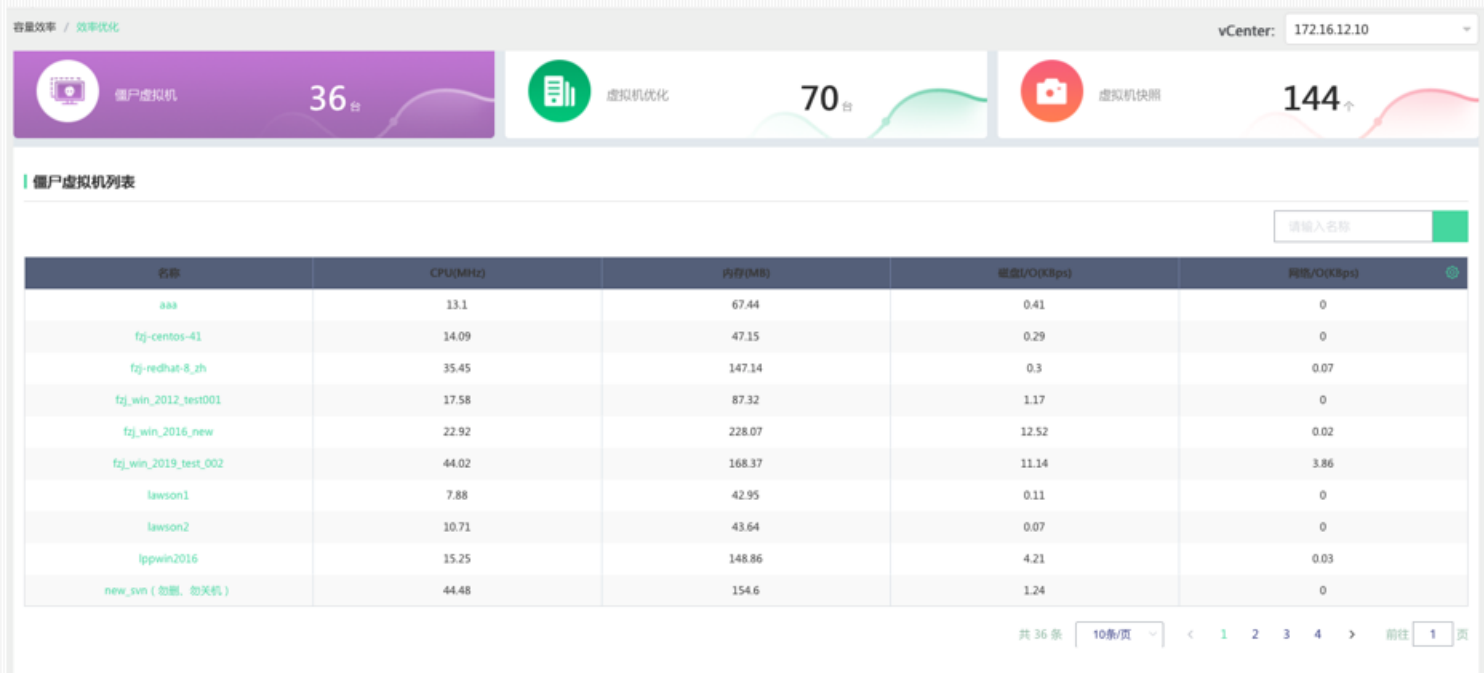 容量效率 / 效率优化
vCenter: 172.16.12.10
僵尸虚拟机 36 台
虚拟机优化 70 台
虚拟机快照 144 个
僵尸虚拟机列表
请输入名称
名称 CPU(MHz) 内存(MB) 磁盘I/O(KBps) 网络/O(KBps)
aaa 13.1 67.44 0.41 0
fzj-centos-41 14.09 47.15 0.29 0
fzj-redhat-8_zh 35.45 147.14 0.3 0.07
fzj_win_2012_test001 17.58 87.32 1.17 0
fzj_win_2016_new 22.92 228.07 12.52 0.02
fzj_win_2019_test_002 44.02 168.37 11.14 3.86
lawson1 7.88 42.95 0.11 0
lawson2 10.71 43.64 0.07 0
lppwin2016 15.25 148.86 4.21 0.03
new_svn（勿删、勿关机） 44.48 154.6 1.24 0
共 36 条 10条/页 < 1 2 3 4 > 前往 1 页